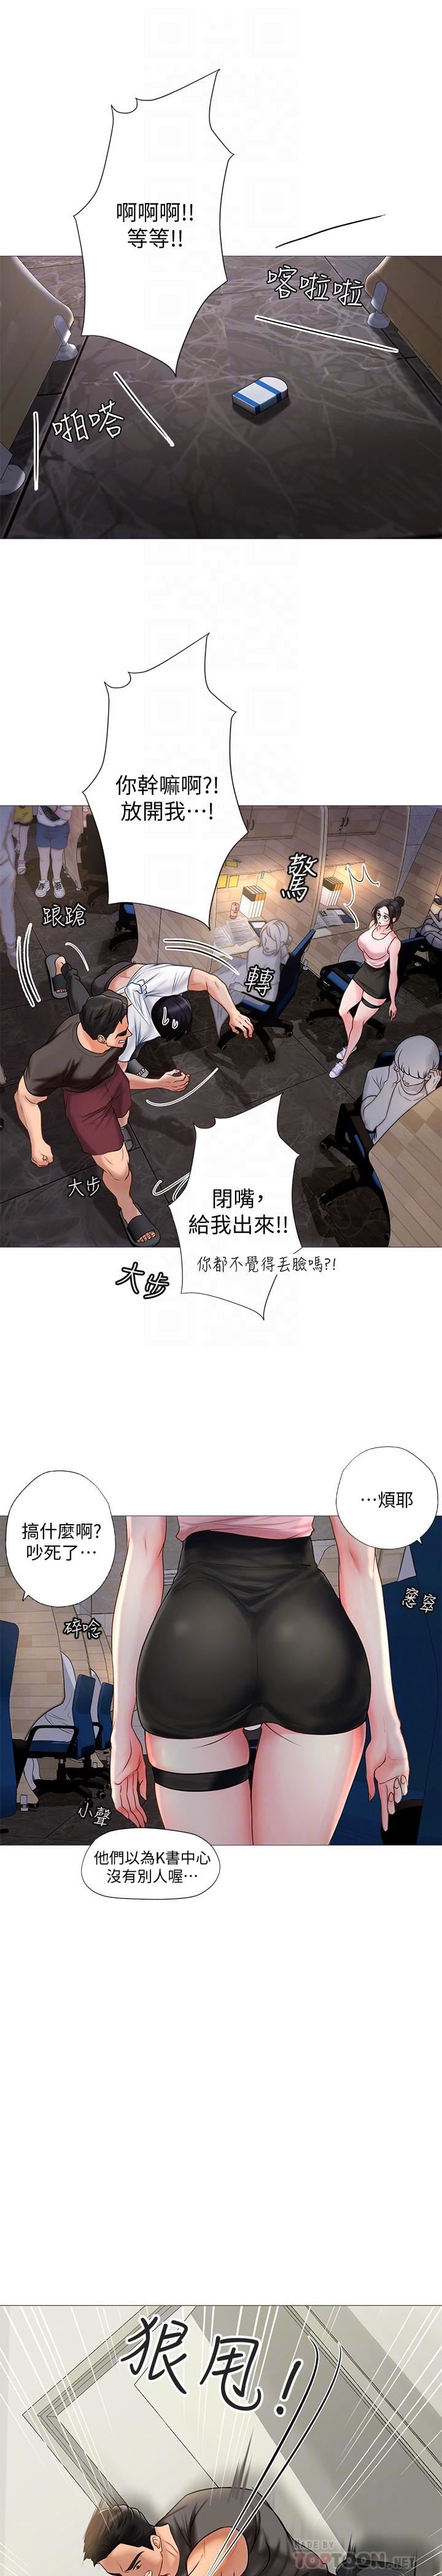 啊啊啊!!
等等!!
喀啦啦
啪嗒
你幹嘛啊?!
放開我⋯!
驚
踉蹌
轉
大步
閉嘴，
給我出來!!
你都不覺得丟臉嗎?!
大步
⋯煩耶
搞什麼啊?
吵死了⋯
窸窣
碎唸
小聲
他們以為K書中心
沒有別人喔⋯
狠甩!
MADE BY
TOPTOON.NET